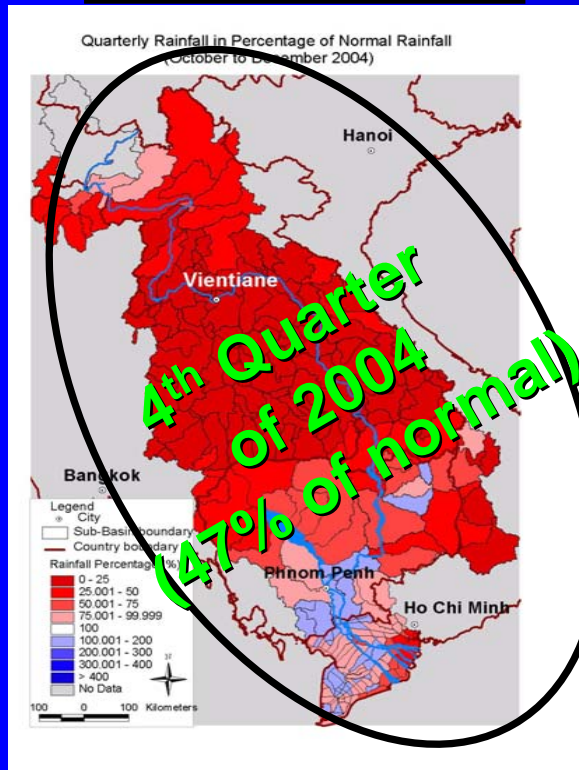 Quarterly Rainfall in Percentage of Normal Rainfall
(October to December 2004)
Hanoi
Vientiane
4th Quarter
of 2004
(47% of normal)
Bangkok
Phnom Penh
Ho Chi Minh
Legend
City
Sub-Basin boundary
Country boundary
Rainfall Percentage (%)
0 - 25
25.001 - 50
50.001 - 75
75.001 - 99.999
100
100.001 - 200
200.001 - 300
300.001 - 400
> 400
No Data
100 0 100 Kilometers